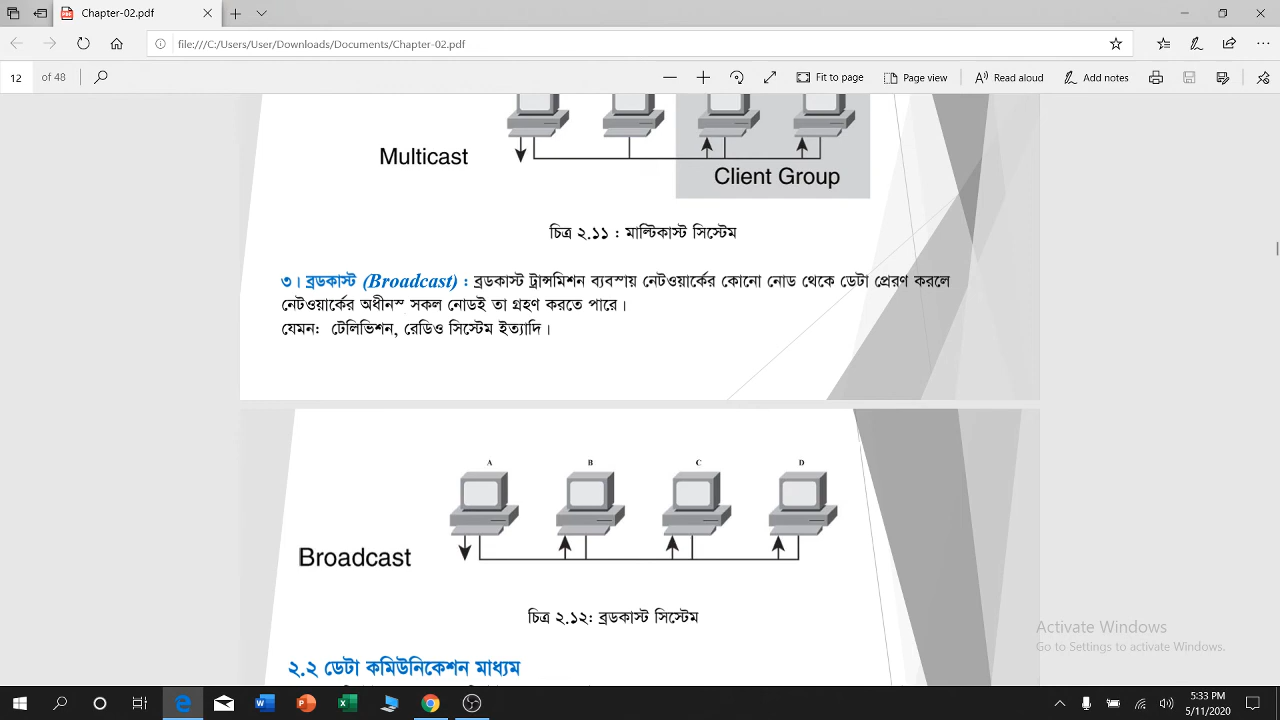 Chapter-02.pdf
file:///C:/Users/User/Downloads/Documents/Chapter-02.pdf
12 of 48 Fit to page Page view Read aloud Add notes
Multicast
Client Group
চিত্র ২.১১ : মাল্টিকাস্ট সিস্টেম
৩। ব্রডকাস্ট (Broadcast) : ব্রডকাস্ট ট্রান্সমিশন ব্যবস্হায় নেটওয়ার্কের কোনো নোড থেকে ডেটা প্রেরণ করলে
নেটওয়ার্কের অধীনস্হ সকল নোডই তা গ্রহণ করতে পারে।
যেমন: টেলিভিশন, রেডিও সিস্টেম ইত্যাদি।
A B C D
Broadcast
চিত্র ২.১২: ব্রডকাস্ট সিস্টেম
Activate Windows
Go to Settings to activate Windows.
২.২ ডেটা কমিউনিকেশন মাধ্যম
5:33 PM
5/11/2020